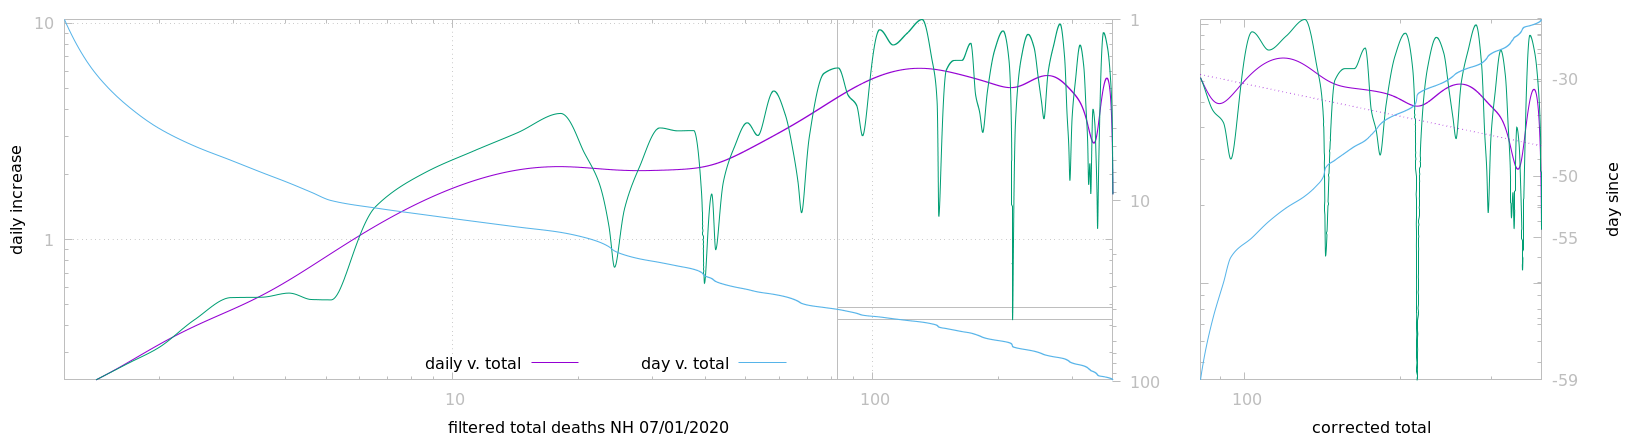 10
1
daily increase
daily v. total
day v. total
10
100
filtered total deaths NH 07/01/2020
1
10
100
100
corrected total
-30
-50
-55
-59
day since